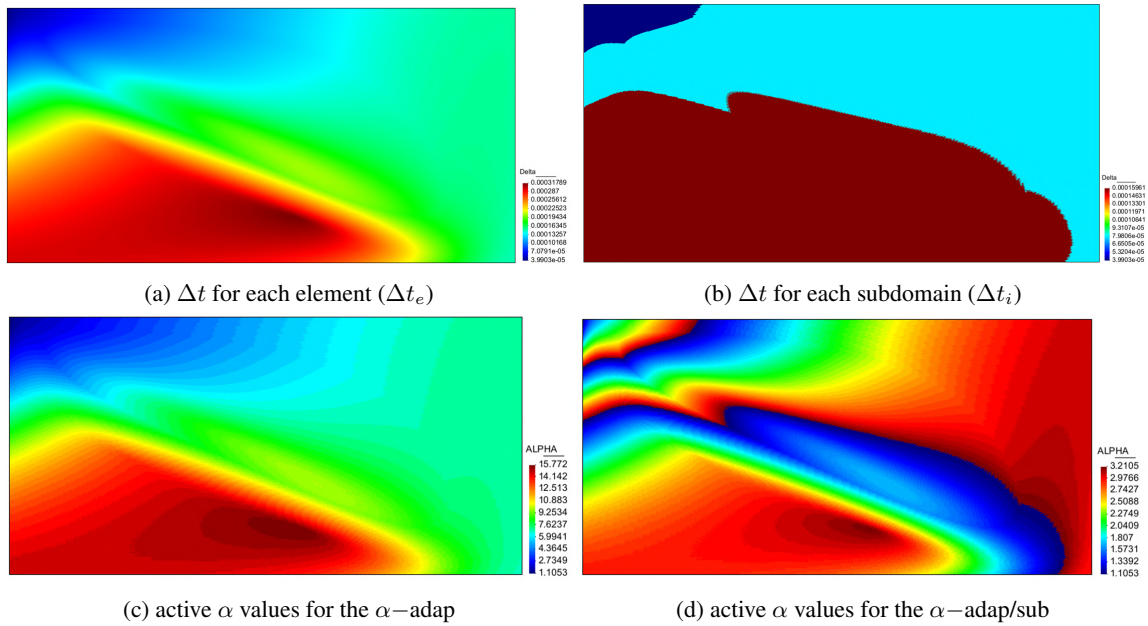 Delta
0.00031789
0.000287
0.00025612
0.00022523
0.00019434
0.00016345
0.00013257
0.00010168
7.0791e-05
3.9903e-05
Delta
0.00015961
0.00014631
0.00013301
0.00011971
0.00010641
9.3107e-05
7.9806e-05
6.6505e-05
5.3204e-05
3.9903e-05
(a) Δt for each element (Δtₑ)
(b) Δt for each subdomain (Δtᵢ)
ALPHA
15.772
14.142
12.513
10.883
9.2534
7.6237
5.9941
4.3645
2.7349
1.1053
ALPHA
3.2105
2.9766
2.7427
2.5088
2.2749
2.0409
1.807
1.5731
1.3392
1.1053
(c) active α values for the α−adap
(d) active α values for the α−adap/sub